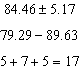 84.46 ± 5.17
79.29 − 89.63
5 + 7 + 5 = 17